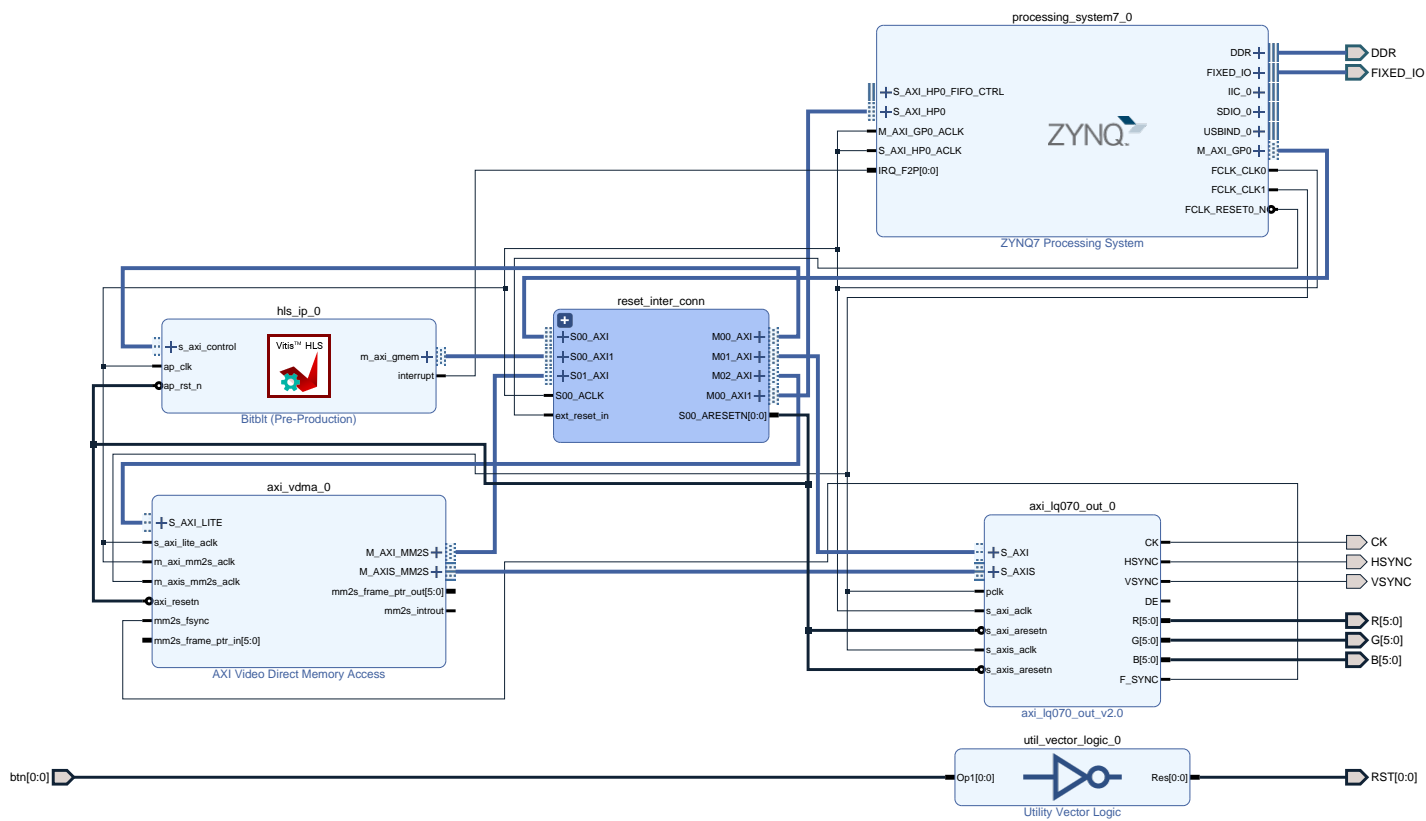 processing_system7_0
S_AXI_HP0_FIFO_CTRL
S_AXI_HP0
M_AXI_GP0_ACLK
S_AXI_HP0_ACLK
IRQ_F2P[0:0]
ZYNQ
DDR
FIXED_IO
IIC_0
SDIO_0
USBIND_0
M_AXI_GP0
FCLK_CLK0
FCLK_CLK1
FCLK_RESET0_N
ZYNQ7 Processing System
DDR
FIXED_IO
hls_ip_0
s_axi_control
ap_clk
ap_rst_n
Vitis™ HLS
m_axi_gmem
interrupt
Bitblt (Pre-Production)
reset_inter_conn
S00_AXI
S00_AXI1
S01_AXI
S00_ACLK
ext_reset_in
M00_AXI
M01_AXI
M02_AXI
M00_AXI1
S00_ARESETN[0:0]
axi_vdma_0
S_AXI_LITE
s_axi_lite_aclk
m_axi_mm2s_aclk
m_axis_mm2s_aclk
axi_resetn
mm2s_fsync
mm2s_frame_ptr_in[5:0]
M_AXI_MM2S
M_AXIS_MM2S
mm2s_frame_ptr_out[5:0]
mm2s_introut
AXI Video Direct Memory Access
axi_lq070_out_0
S_AXI
S_AXIS
pclk
s_axi_aclk
s_axi_aresetn
s_axis_aclk
s_axis_aresetn
CK
HSYNC
VSYNC
DE
R[5:0]
G[5:0]
B[5:0]
F_SYNC
axi_lq070_out_v2.0
CK
HSYNC
VSYNC
R[5:0]
G[5:0]
B[5:0]
util_vector_logic_0
btn[0:0]
Op1[0:0]
Res[0:0]
RST[0:0]
Utility Vector Logic